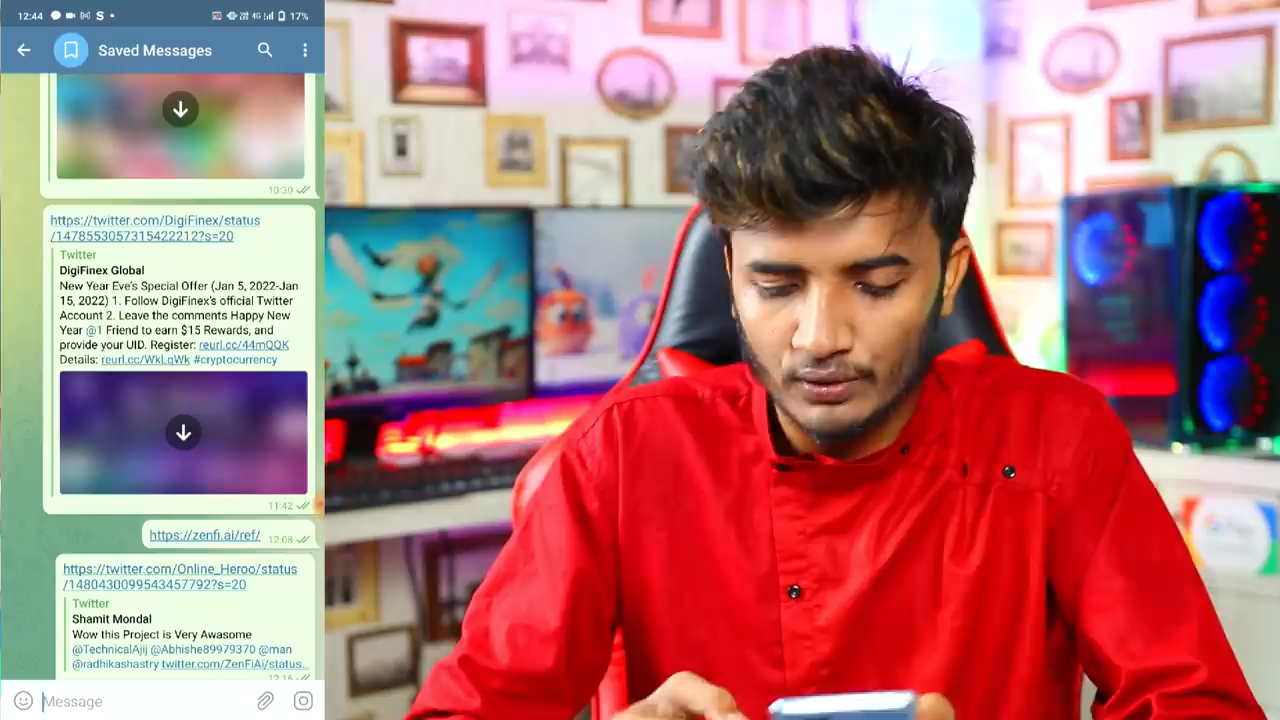 12:44
17%
Saved Messages
10:30
https://twitter.com/DigiFinex/status
/1478553057315422212?s=20
Twitter
DigiFinex Global
New Year Eve's Special Offer (Jan 5, 2022-Jan
15, 2022) 1. Follow DigiFinex's official Twitter
Account 2. Leave the comments Happy New
Year @1 Friend to earn $15 Rewards, and
provide your UID. Register: reurl.cc/44mQQK
Details: reurl.cc/WkLqWk #cryptocurrency
11:42
https://zenfi.ai/ref/
12:08
https://twitter.com/Online_Heroo/status
/1480430099543457792?s=20
Twitter
Shamit Mondal
Wow this Project is Very Awasome
@TechnicalAjij @Abhishe89979370 @man
@radhikashastry twitter.com/ZenFiAi/status...
12:16
Message